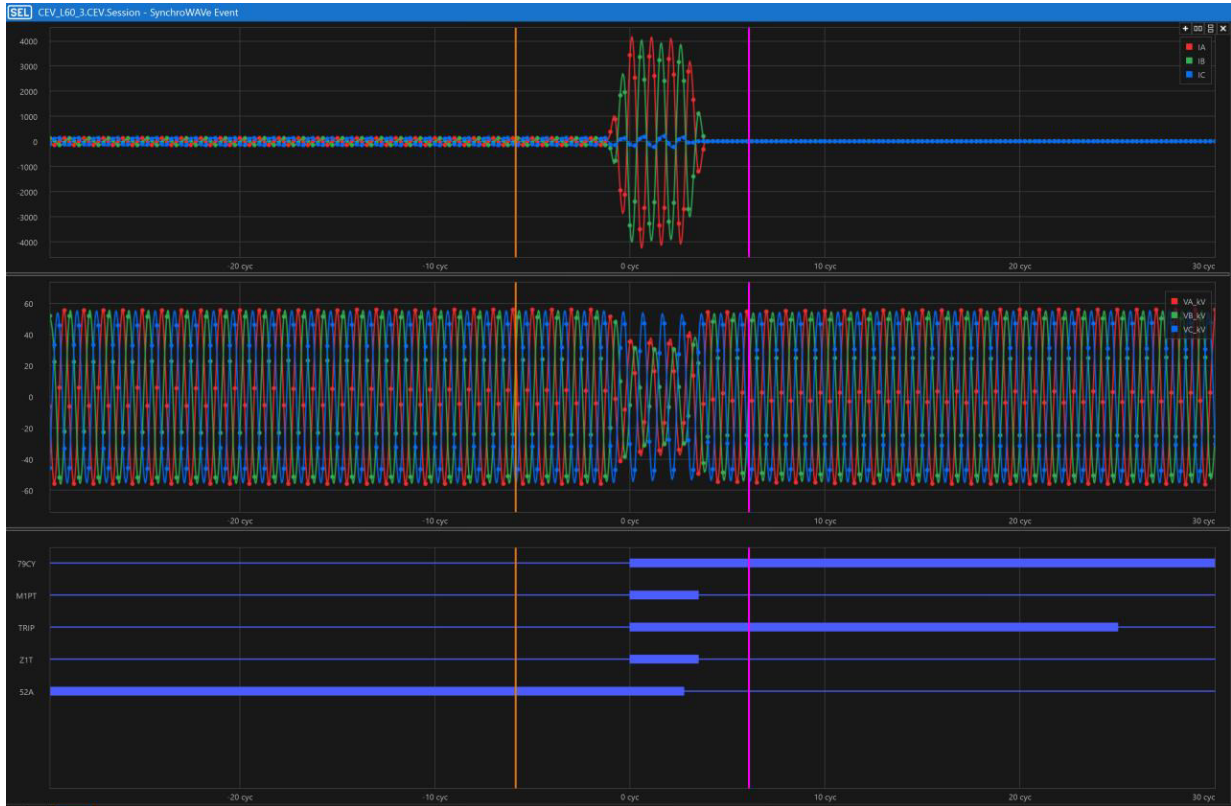 SEL CEV_L60_3.CEV.Session - SynchroWAVe Event
4000
3000
2000
1000
0
-1000
-2000
-3000
-4000
IA
IB
IC
-20 cyc -10 cyc 0 cyc 10 cyc 20 cyc 30 cyc
60
40
20
0
-20
-40
-60
VA_kV
VB_kV
VC_kV
-20 cyc -10 cyc 0 cyc 10 cyc 20 cyc 30 cyc
79CY
M1PT
TRIP
Z1T
52A
-20 cyc -10 cyc 0 cyc 10 cyc 20 cyc 30 cyc